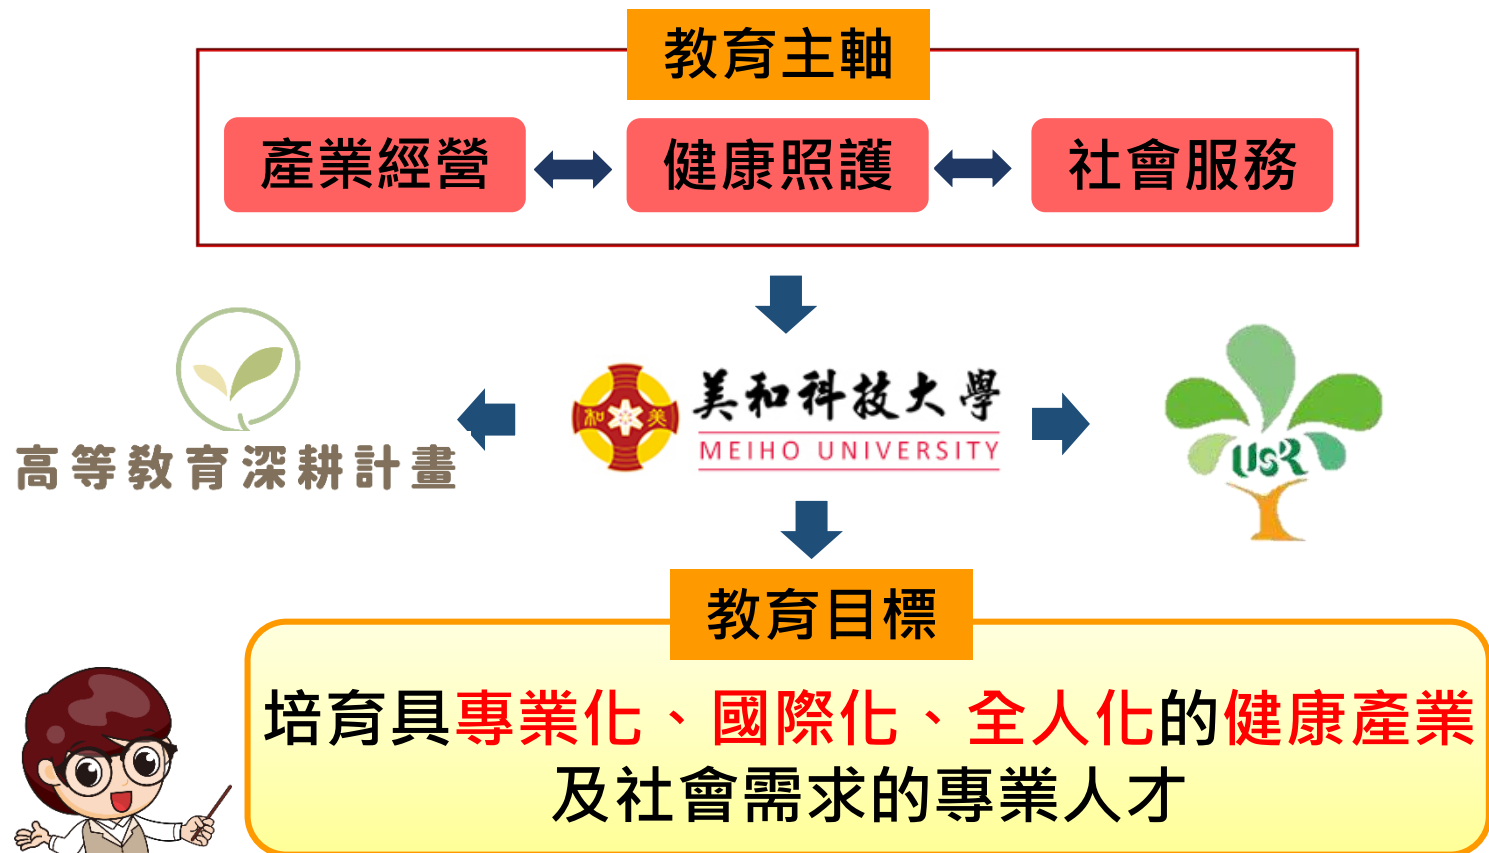 教育主軸
產業經營
健康照護
社會服務
高等教育深耕計畫
和 美
美和科技大學
MEIHO UNIVERSITY
USR
教育目標
培育具專業化、國際化、全人化的健康產業
及社會需求的專業人才